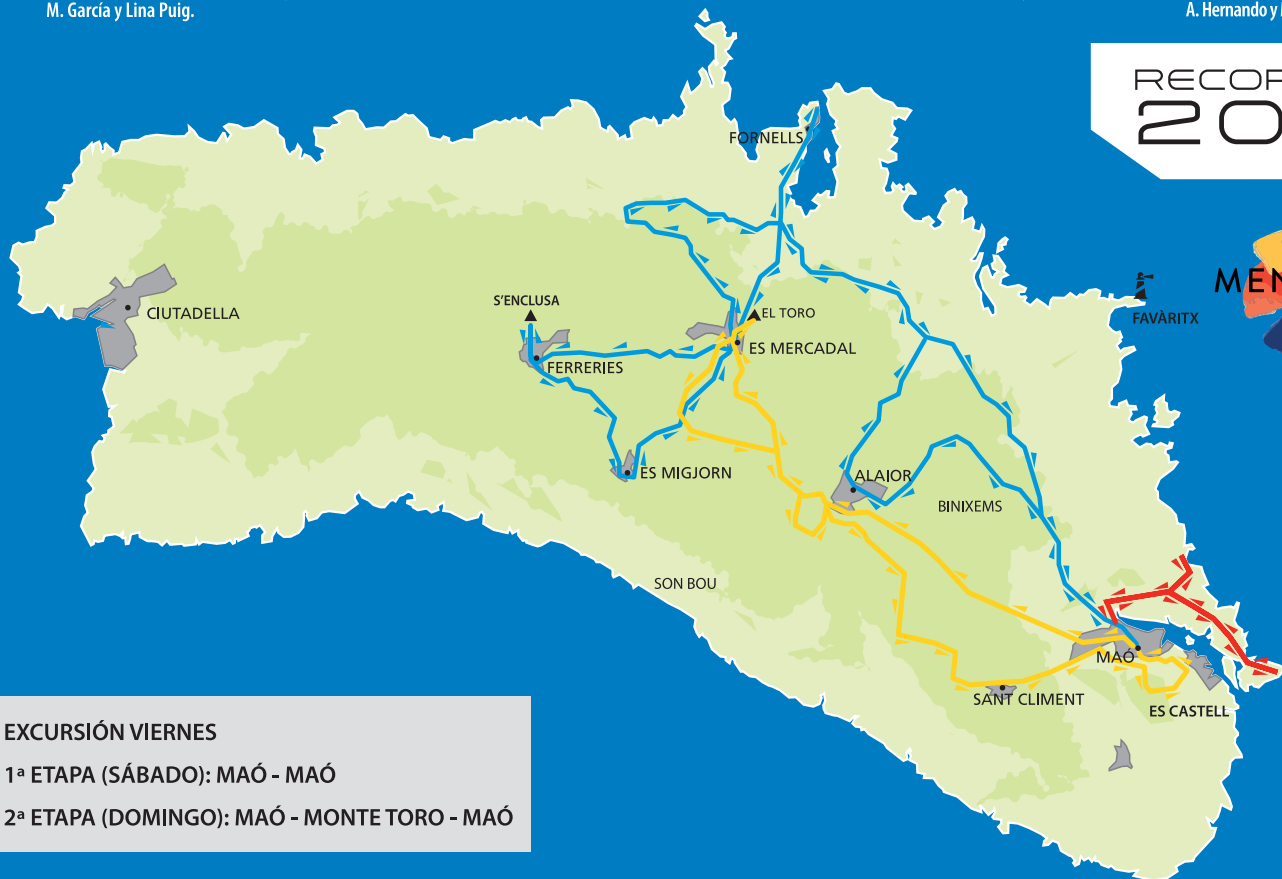 M. García y Lina Puig.
A. Hernando y
RECOR
20
FORNELLS
MEN
FAVÀRITX
S'ENCLUSA
EL TORO
CIUTADELLA
ES MERCADAL
FERRERIES
ES MIGJORN
ALAIOR
BINIXEMS
SON BOU
MAÓ
SANT CLIMENT
ES CASTELL
EXCURSIÓN VIERNES
1ª ETAPA (SÁBADO): MAÓ - MAÓ
2ª ETAPA (DOMINGO): MAÓ - MONTE TORO - MAÓ